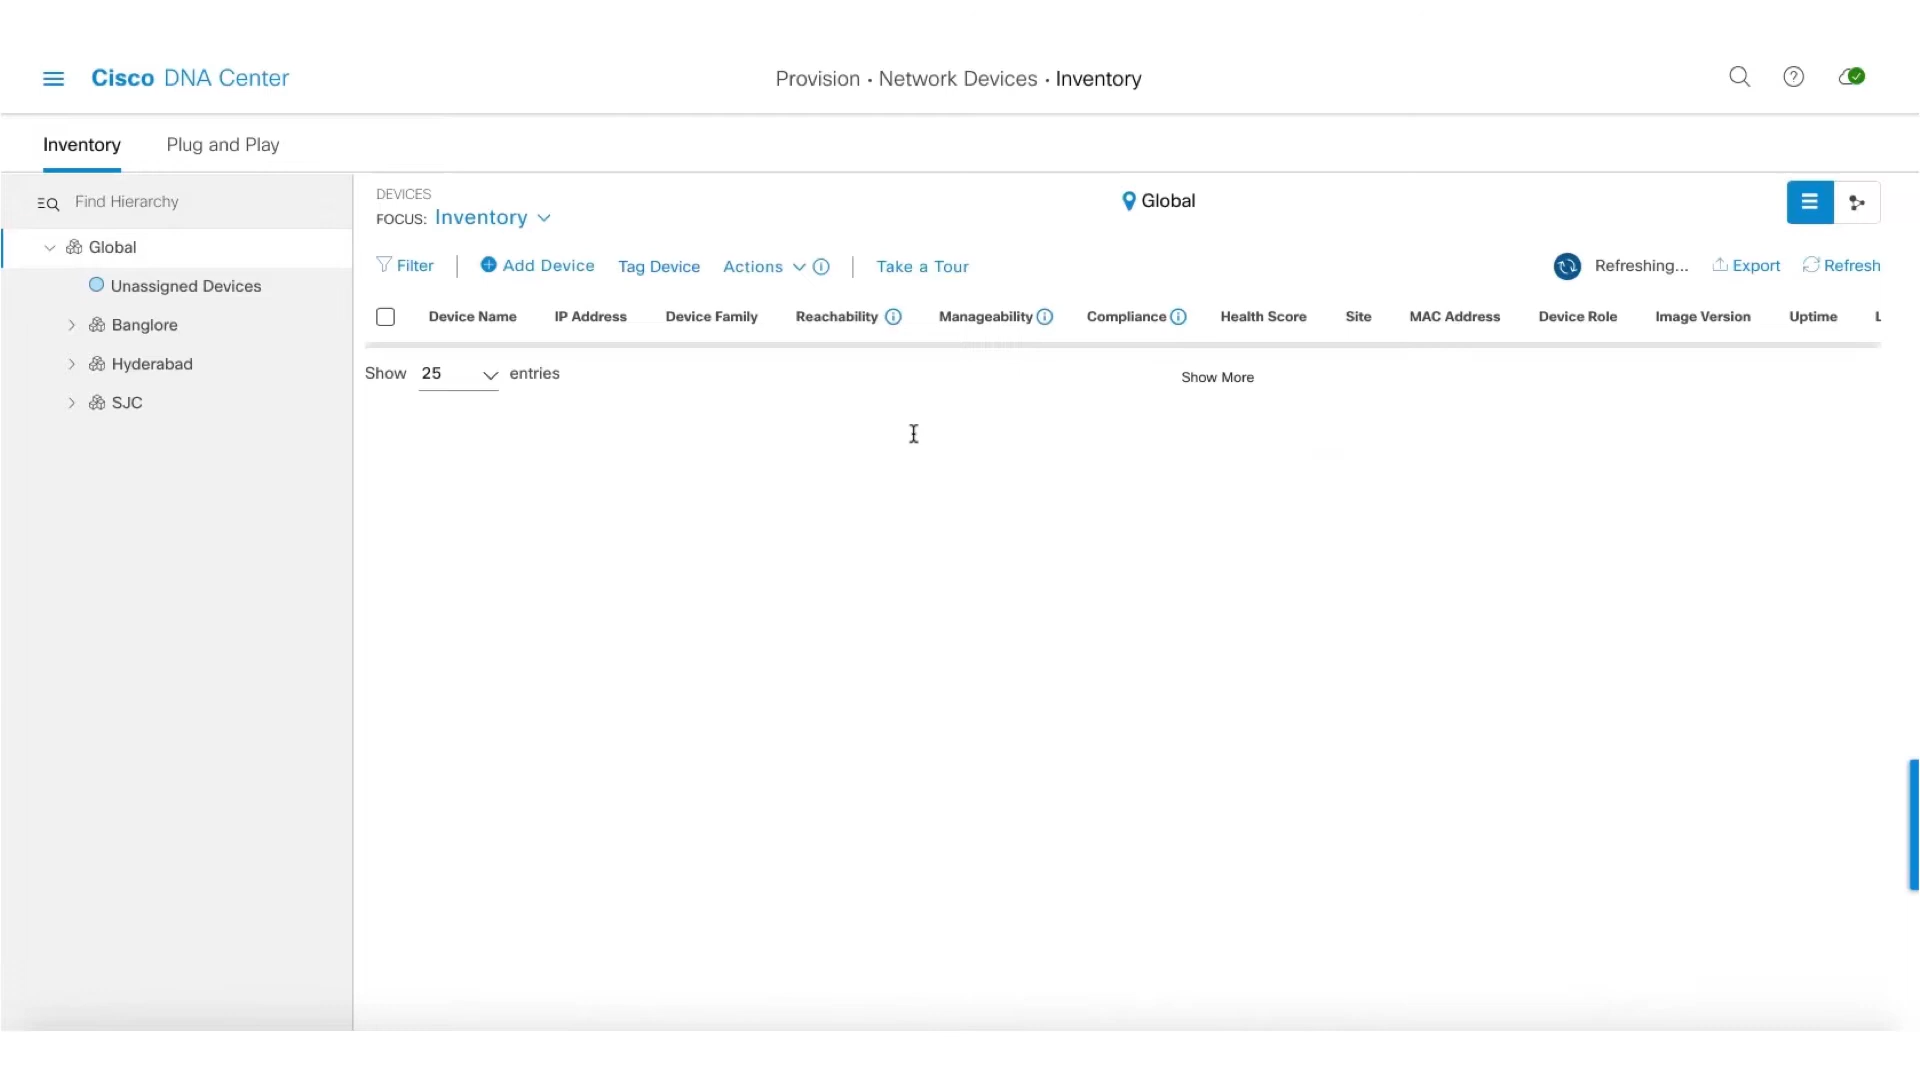 Cisco DNA Center
Provision · Network Devices · Inventory
Inventory
Plug and Play
Find Hierarchy
Global
Unassigned Devices
Banglore
Hyderabad
SJC
DEVICES
FOCUS: Inventory
Global
Filter
Add Device
Tag Device
Actions
Take a Tour
Refreshing...
Export
Refresh
Device Name
IP Address
Device Family
Reachability
Manageability
Compliance
Health Score
Site
MAC Address
Device Role
Image Version
Uptime
Show 25 entries
Show More